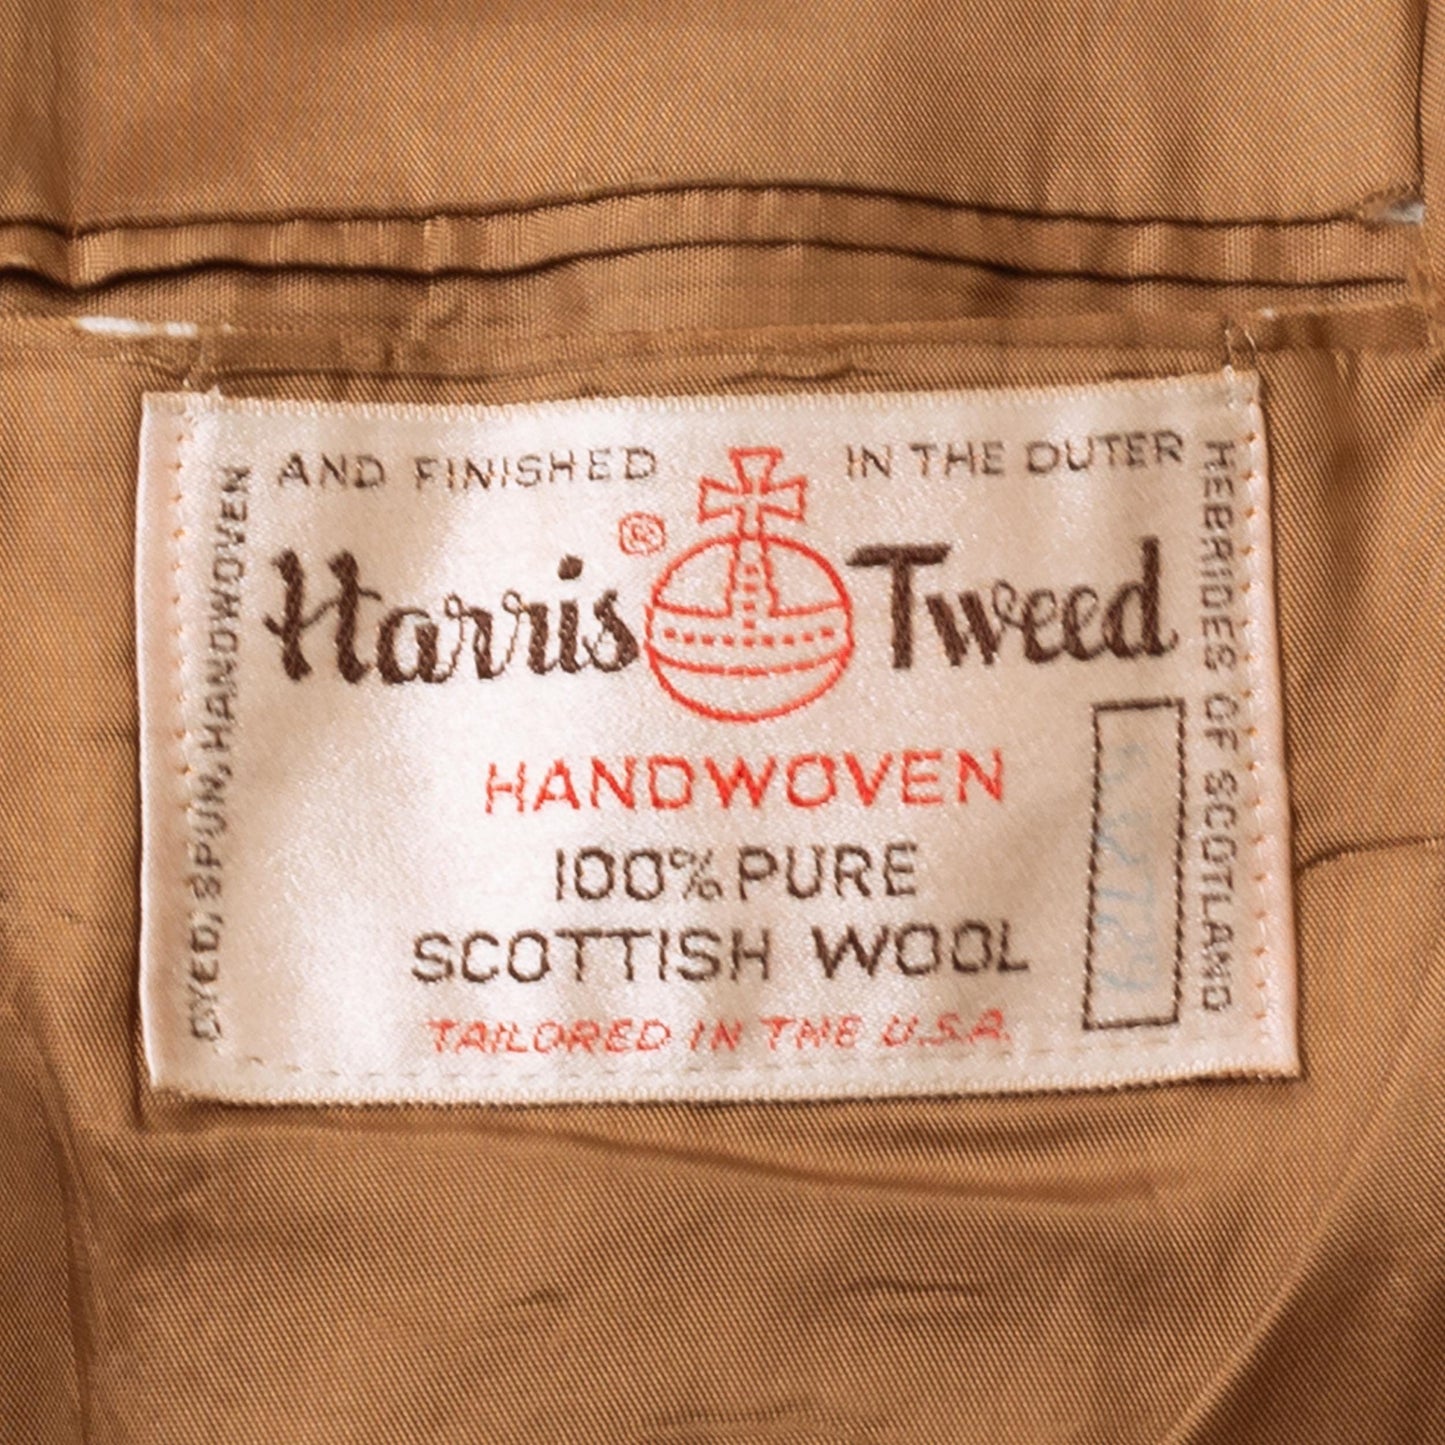 DYED, SPUN, HANDWOVEN
AND FINISHED
IN THE OUTER
HEBRIDES OF SCOTLAND
Harris
®
Tweed
HANDWOVEN
100% PURE
SCOTTISH WOOL
TAILORED IN THE U.S.A.